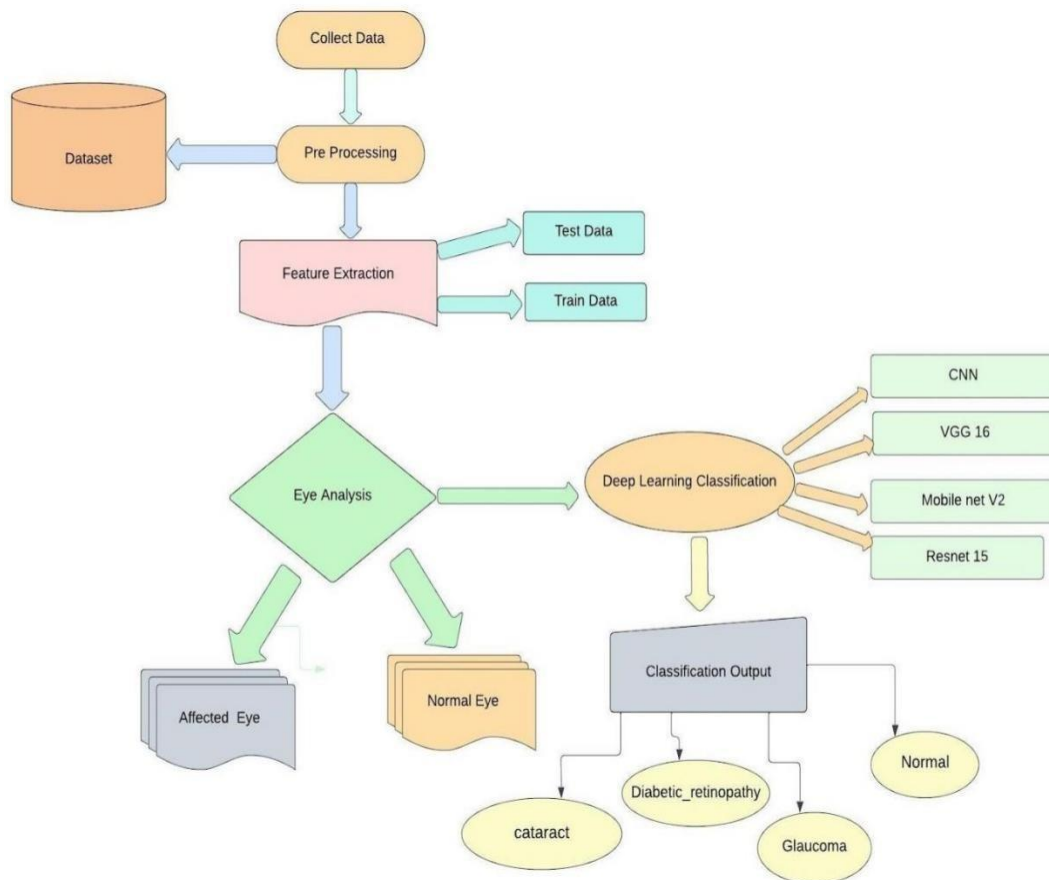 Collect Data
Dataset
Pre Processing
Test Data
Feature Extraction
Train Data
CNN
VGG 16
Eye Analysis
Deep Learning Classification
Mobile net V2
Resnet 15
Classification Output
Affected Eye
Normal Eye
Normal
Diabetic_retinopathy
cataract
Glaucoma